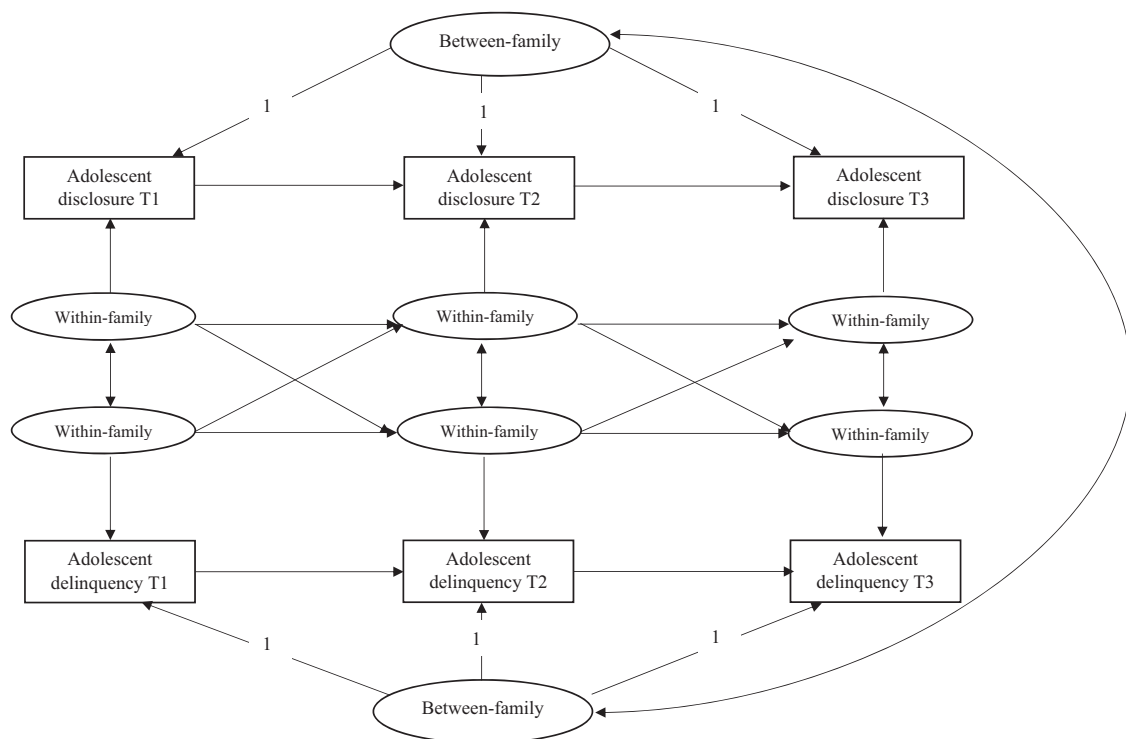 Between-family
1
1
1
Adolescent
disclosure T1
Adolescent
disclosure T2
Adolescent
disclosure T3
Within-family
Within-family
Within-family
Within-family
Within-family
Within-family
Adolescent
delinquency T1
Adolescent
delinquency T2
Adolescent
delinquency T3
1
1
1
Between-family